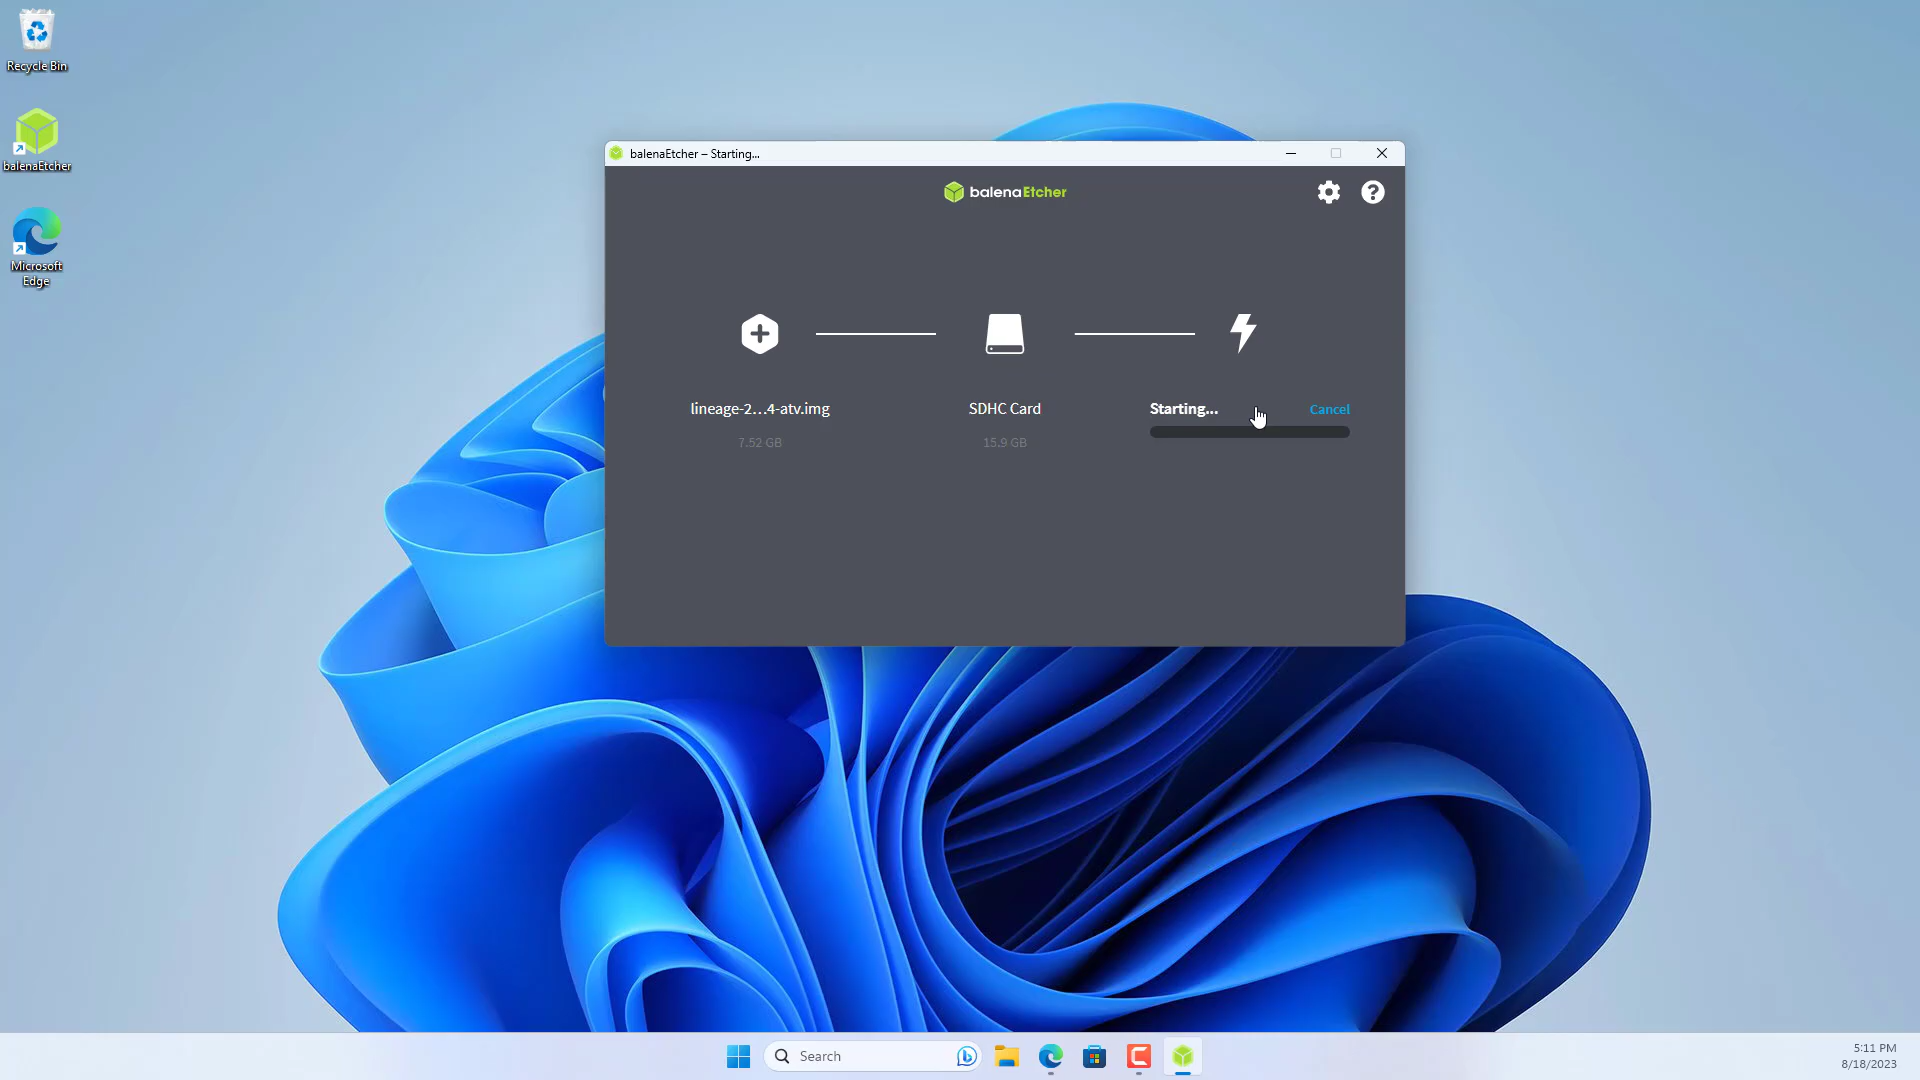 Recycle Bin
balenaEtcher
Microsoft
Edge
balenaEtcher – Starting...
balenaEtcher
lineage-2...4-atv.img
7.52 GB
SDHC Card
15.9 GB
Starting...
Cancel
Search
5:11 PM
8/18/2023